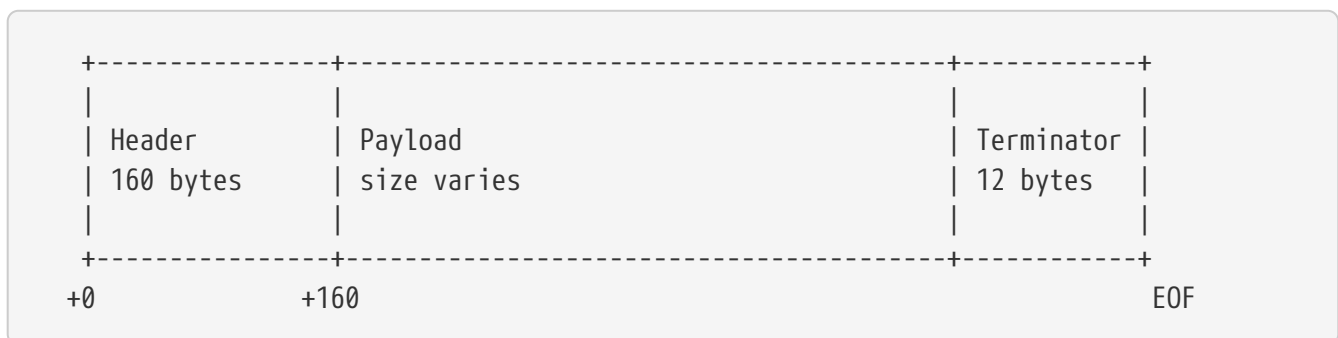 +----------------+----------------------------------------+------------+
|                |                                        |            |
| Header         | Payload                                | Terminator |
| 160 bytes      | size varies                            | 12 bytes   |
|                |                                        |            |
+----------------+----------------------------------------+------------+
+0               +160                                                   EOF